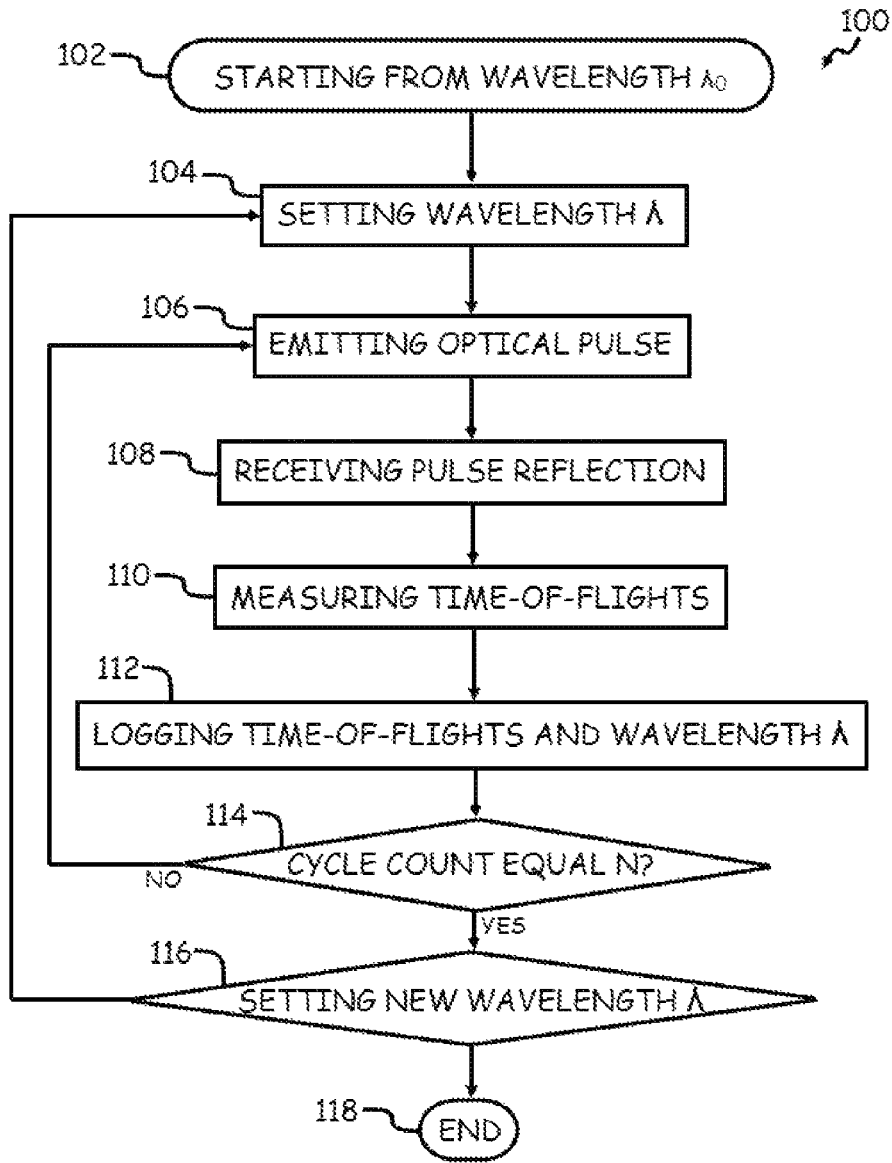 100
102
STARTING FROM WAVELENGTH λ0
104
SETTING WAVELENGTH λ
106
EMITTING OPTICAL PULSE
108
RECEIVING PULSE REFLECTION
110
MEASURING TIME-OF-FLIGHTS
112
LOGGING TIME-OF-FLIGHTS AND WAVELENGTH λ
114
CYCLE COUNT EQUAL N?
NO
YES
116
SETTING NEW WAVELENGTH λ
118
END